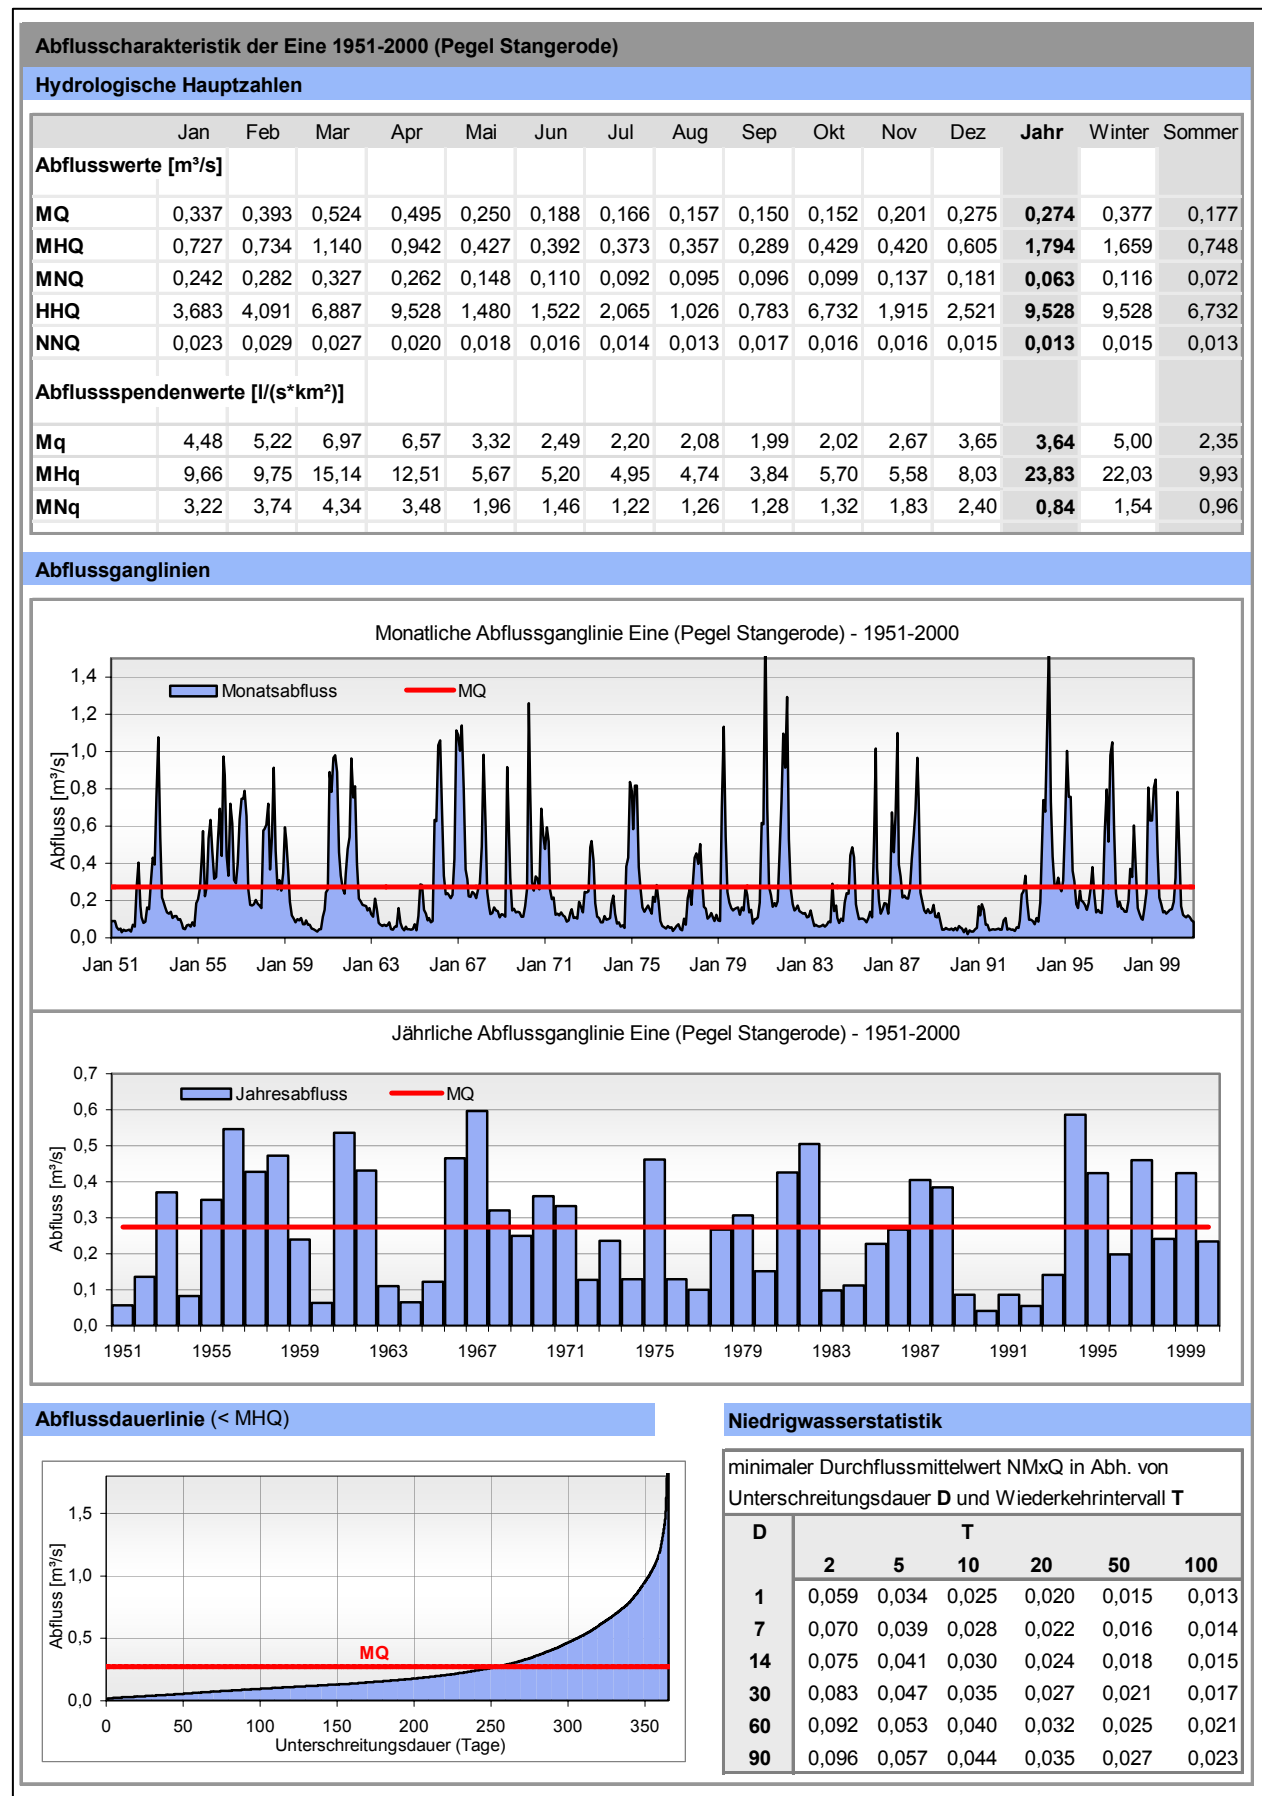 Abflusscharakteristik der Eine 1951-2000 (Pegel Stangerode)
Hydrologische Hauptzahlen
Jan Feb Mar Apr Mai Jun Jul Aug Sep Okt Nov Dez Jahr Winter Sommer
Abflusswerte [m³/s]
MQ 0,337 0,393 0,524 0,495 0,250 0,188 0,166 0,157 0,150 0,152 0,201 0,275 0,274 0,377 0,177
MHQ 0,727 0,734 1,140 0,942 0,427 0,392 0,373 0,357 0,289 0,429 0,420 0,605 1,794 1,659 0,748
MNQ 0,242 0,282 0,327 0,262 0,148 0,110 0,092 0,095 0,096 0,099 0,137 0,181 0,063 0,116 0,072
HHQ 3,683 4,091 6,887 9,528 1,480 1,522 2,065 1,026 0,783 6,732 1,915 2,521 9,528 9,528 6,732
NNQ 0,023 0,029 0,027 0,020 0,018 0,016 0,014 0,013 0,017 0,016 0,016 0,015 0,013 0,015 0,013
Abflussspendenwerte [l/(s*km²)]
Mq 4,48 5,22 6,97 6,57 3,32 2,49 2,20 2,08 1,99 2,02 2,67 3,65 3,64 5,00 2,35
MHq 9,66 9,75 15,14 12,51 5,67 5,20 4,95 4,74 3,84 5,70 5,58 8,03 23,83 22,03 9,93
MNq 3,22 3,74 4,34 3,48 1,96 1,46 1,22 1,26 1,28 1,32 1,83 2,40 0,84 1,54 0,96
Abflussganglinien
Monatliche Abflussganglinie Eine (Pegel Stangerode) - 1951-2000
Monatsabfluss MQ
Abfluss [m³/s]
1,4
1,2
1,0
0,8
0,6
0,4
0,2
0,0
Jan 51 Jan 55 Jan 59 Jan 63 Jan 67 Jan 71 Jan 75 Jan 79 Jan 83 Jan 87 Jan 91 Jan 95 Jan 99
Jährliche Abflussganglinie Eine (Pegel Stangerode) - 1951-2000
Jahresabfluss MQ
Abfluss [m³/s]
0,7
0,6
0,5
0,4
0,3
0,2
0,1
0,0
1951 1955 1959 1963 1967 1971 1975 1979 1983 1987 1991 1995 1999
Abflussdauerlinie (< MHQ)
Abfluss [m³/s]
1,5
1,0
0,5
0,0
MQ
0 50 100 150 200 250 300 350
Unterschreitungsdauer (Tage)
Niedrigwasserstatistik
minimaler Durchflussmittelwert NMxQ in Abh. von
Unterschreitungsdauer D und Wiederkehrintervall T
D T
2 5 10 20 50 100
1 0,059 0,034 0,025 0,020 0,015 0,013
7 0,070 0,039 0,028 0,022 0,016 0,014
14 0,075 0,041 0,030 0,024 0,018 0,015
30 0,083 0,047 0,035 0,027 0,021 0,017
60 0,092 0,053 0,040 0,032 0,025 0,021
90 0,096 0,057 0,044 0,035 0,027 0,023